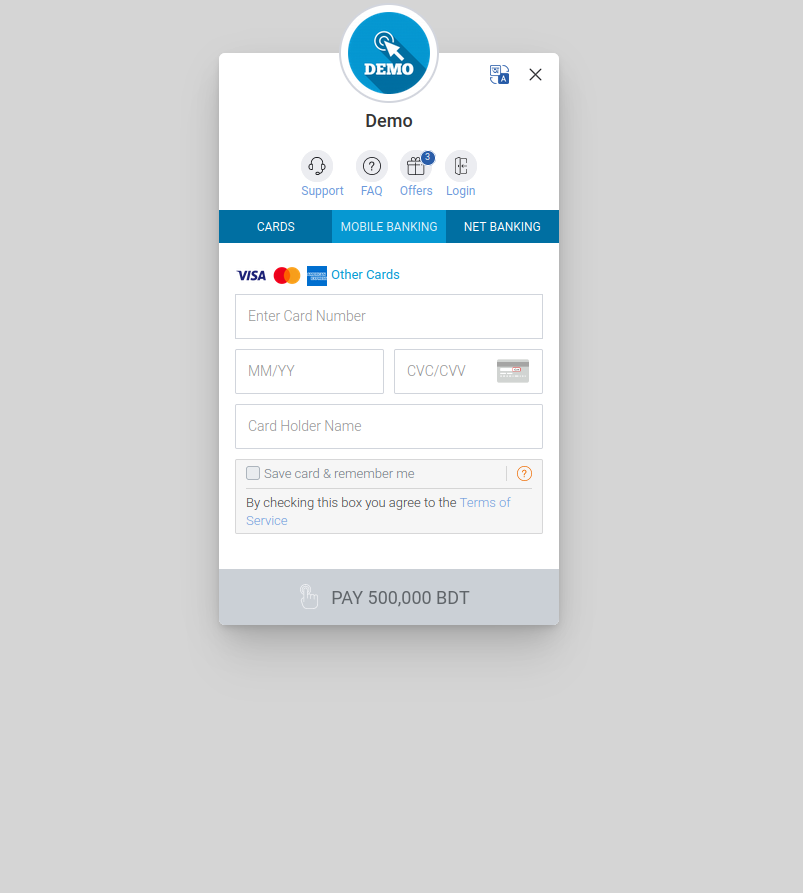 DEMO
A
Demo
3
Support FAQ Offers Login
CARDS MOBILE BANKING NET BANKING
VISA Other Cards
Enter Card Number
MM/YY CVC/CVV
Card Holder Name
Save card & remember me ?
By checking this box you agree to the Terms of
Service
PAY 500,000 BDT